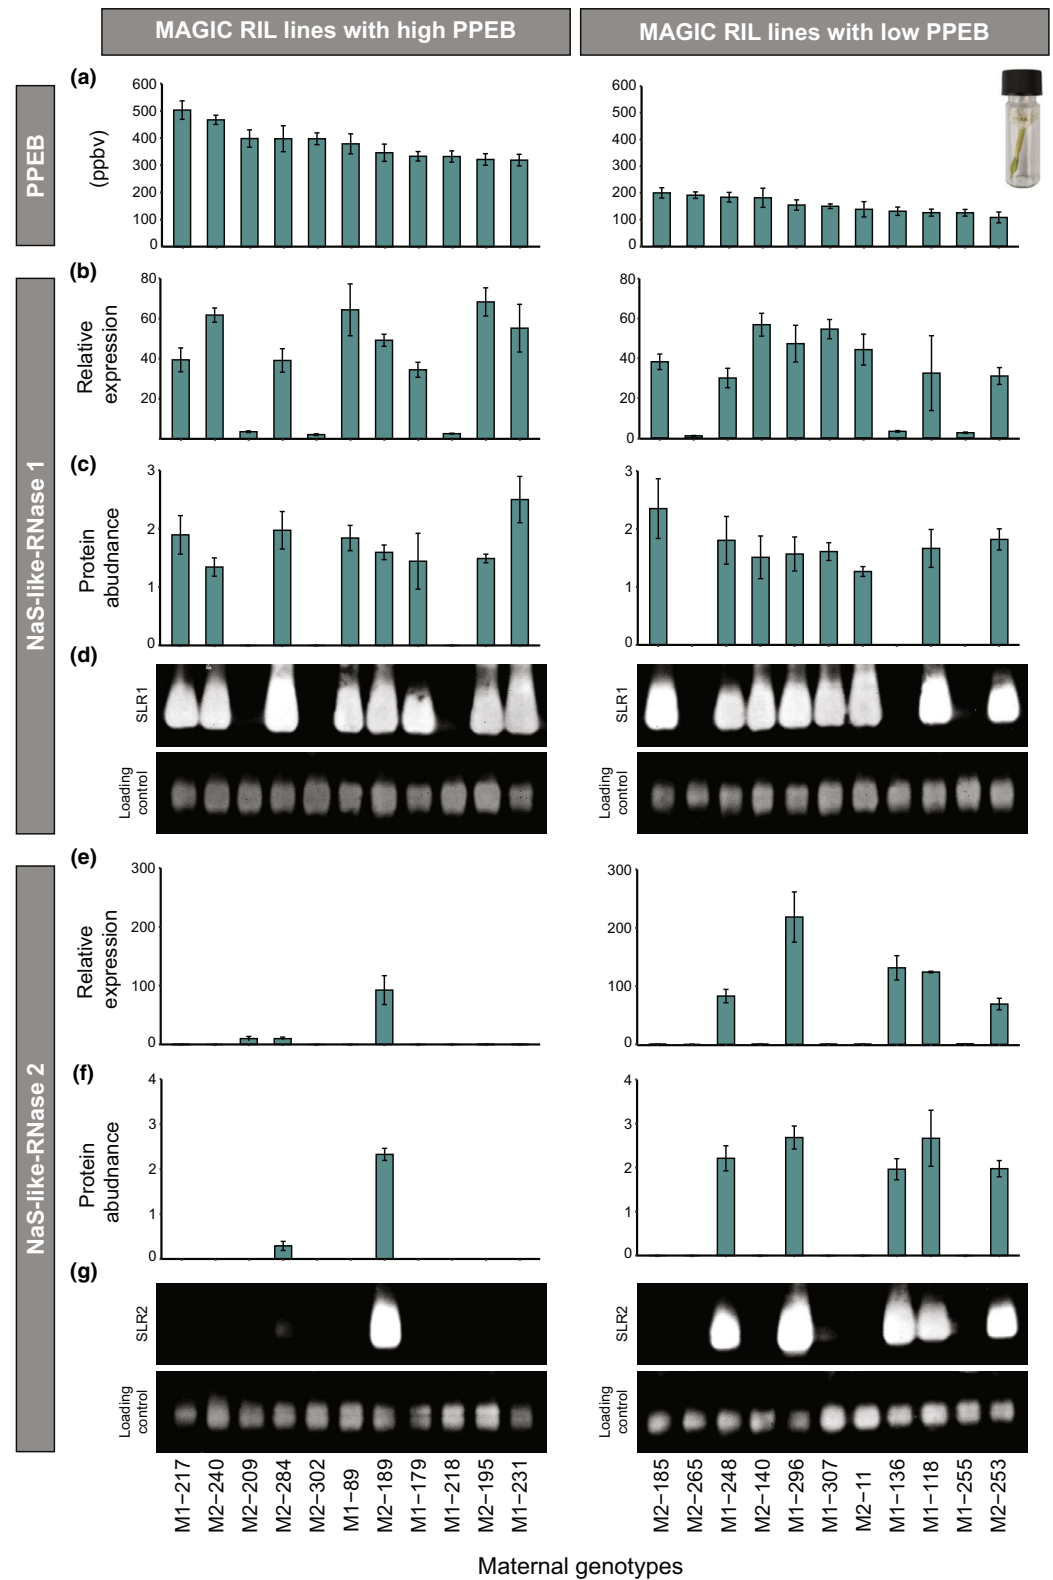 MAGIC RIL lines with high PPEB
MAGIC RIL lines with low PPEB
PPEB
(a)
(ppbv)
600
500
400
300
200
100
0
600
500
400
300
200
100
0
NaS-like-RNase 1
(b)
Relative
expression
80
60
40
20
0
80
60
40
20
0
(c)
Protein
abudnance
3
2
1
0
3
2
1
0
(d)
SLR1
SLR1
Loading
control
Loading
control
NaS-like-RNase 2
(e)
Relative
expression
300
200
100
0
300
200
100
0
(f)
Protein
abudnance
4
3
2
1
0
4
3
2
1
0
(g)
SLR2
SLR2
Loading
control
Loading
control
M1−217
M2−240
M2−209
M2−284
M2−302
M1−89
M2−189
M1−179
M1−218
M2−195
M1−231
M2−185
M2−265
M1−248
M2−140
M1−296
M1−307
M2−11
M1−136
M1−118
M1−255
M2−253
Maternal genotypes